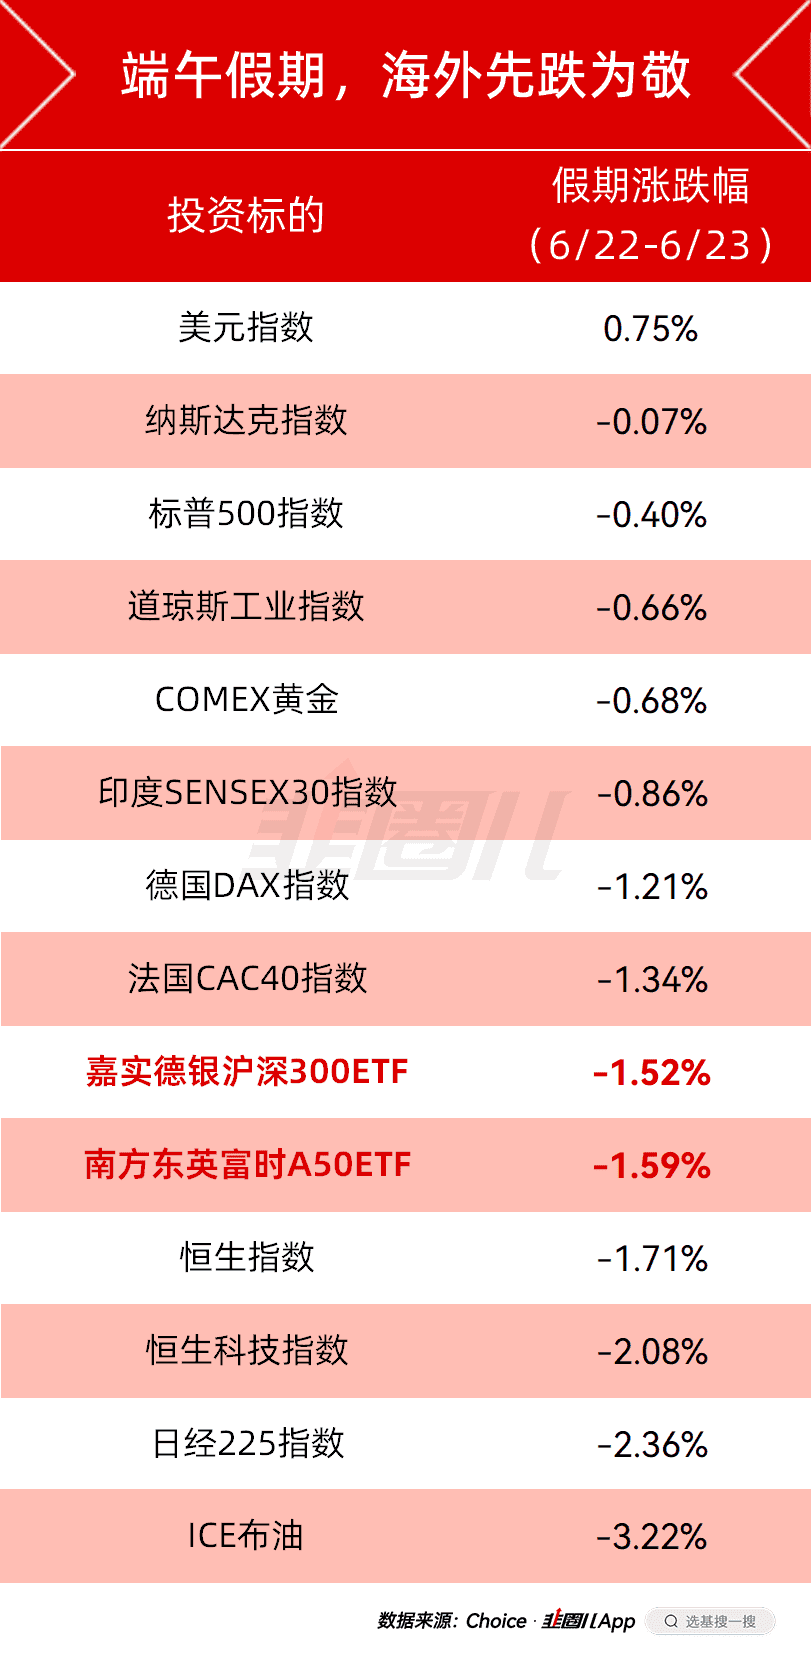 端午假期，海外先跌为敬
投资标的
假期涨跌幅
（6/22-6/23）
美元指数 0.75%
纳斯达克指数 -0.07%
标普500指数 -0.40%
道琼斯工业指数 -0.66%
COMEX黄金 -0.68%
印度SENSEX30指数 -0.86%
韭圈儿
德国DAX指数 -1.21%
法国CAC40指数 -1.34%
嘉实德银沪深300ETF -1.52%
南方东英富时A50ETF -1.59%
恒生指数 -1.71%
恒生科技指数 -2.08%
日经225指数 -2.36%
ICE布油 -3.22%
数据来源：Choice · 韭圈儿App 选基搜一搜